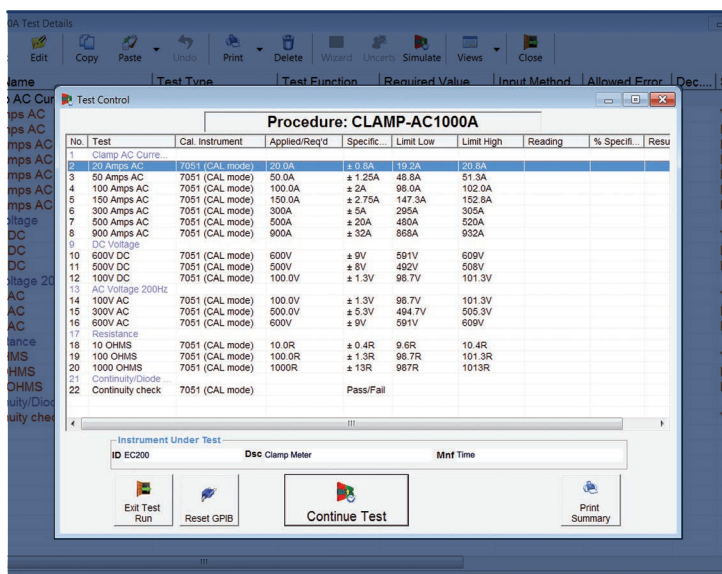 0A Test Details
Edit Copy Paste Undo Print Delete Wizard Uncerts Simulate Views Close
Name Test Type Test Function Required Value Input Method Allowed Error Dec....
AC Cur
mps AC
mps AC
mps AC
mps AC
mps AC
mps AC
mps AC
oltage
DC
DC
DC
oltage 20
AC
AC
AC
tance
HMS
OHMS
OHMS
nuity/Dioc
nuity chec
Test Control
Procedure: CLAMP-AC1000A
No. Test Cal. Instrument Applied/Req'd Specific... Limit Low Limit High Reading % Specifi... Resu
1 Clamp AC Curre...
2 20 Amps AC 7051 (CAL mode) 20.0A ± 0.8A 19.2A 20.8A
3 50 Amps AC 7051 (CAL mode) 50.0A ± 1.25A 48.8A 51.3A
4 100 Amps AC 7051 (CAL mode) 100.0A ± 2A 98.0A 102.0A
5 150 Amps AC 7051 (CAL mode) 150.0A ± 2.75A 147.3A 152.8A
6 300 Amps AC 7051 (CAL mode) 300A ± 5A 295A 305A
7 500 Amps AC 7051 (CAL mode) 500A ± 20A 480A 520A
8 900 Amps AC 7051 (CAL mode) 900A ± 32A 868A 932A
9 DC Voltage
10 600V DC 7051 (CAL mode) 600V ± 9V 591V 609V
11 500V DC 7051 (CAL mode) 500V ± 8V 492V 508V
12 100V DC 7051 (CAL mode) 100.0V ± 1.3V 98.7V 101.3V
13 AC Voltage 200Hz
14 100V AC 7051 (CAL mode) 100.0V ± 1.3V 98.7V 101.3V
15 300V AC 7051 (CAL mode) 500.0V ± 5.3V 494.7V 505.3V
16 600V AC 7051 (CAL mode) 600V ± 9V 591V 609V
17 Resistance
18 10 OHMS 7051 (CAL mode) 10.0R ± 0.4R 9.6R 10.4R
19 100 OHMS 7051 (CAL mode) 100.0R ± 1.3R 98.7R 101.3R
20 1000 OHMS 7051 (CAL mode) 1000R ± 13R 987R 1013R
21 Continuity/Diode ...
22 Continuity check 7051 (CAL mode) Pass/Fail
Instrument Under Test
ID EC200 Dsc Clamp Meter Mnf Time
Exit Test
Run
Reset GPIB
Continue Test
Print
Summary